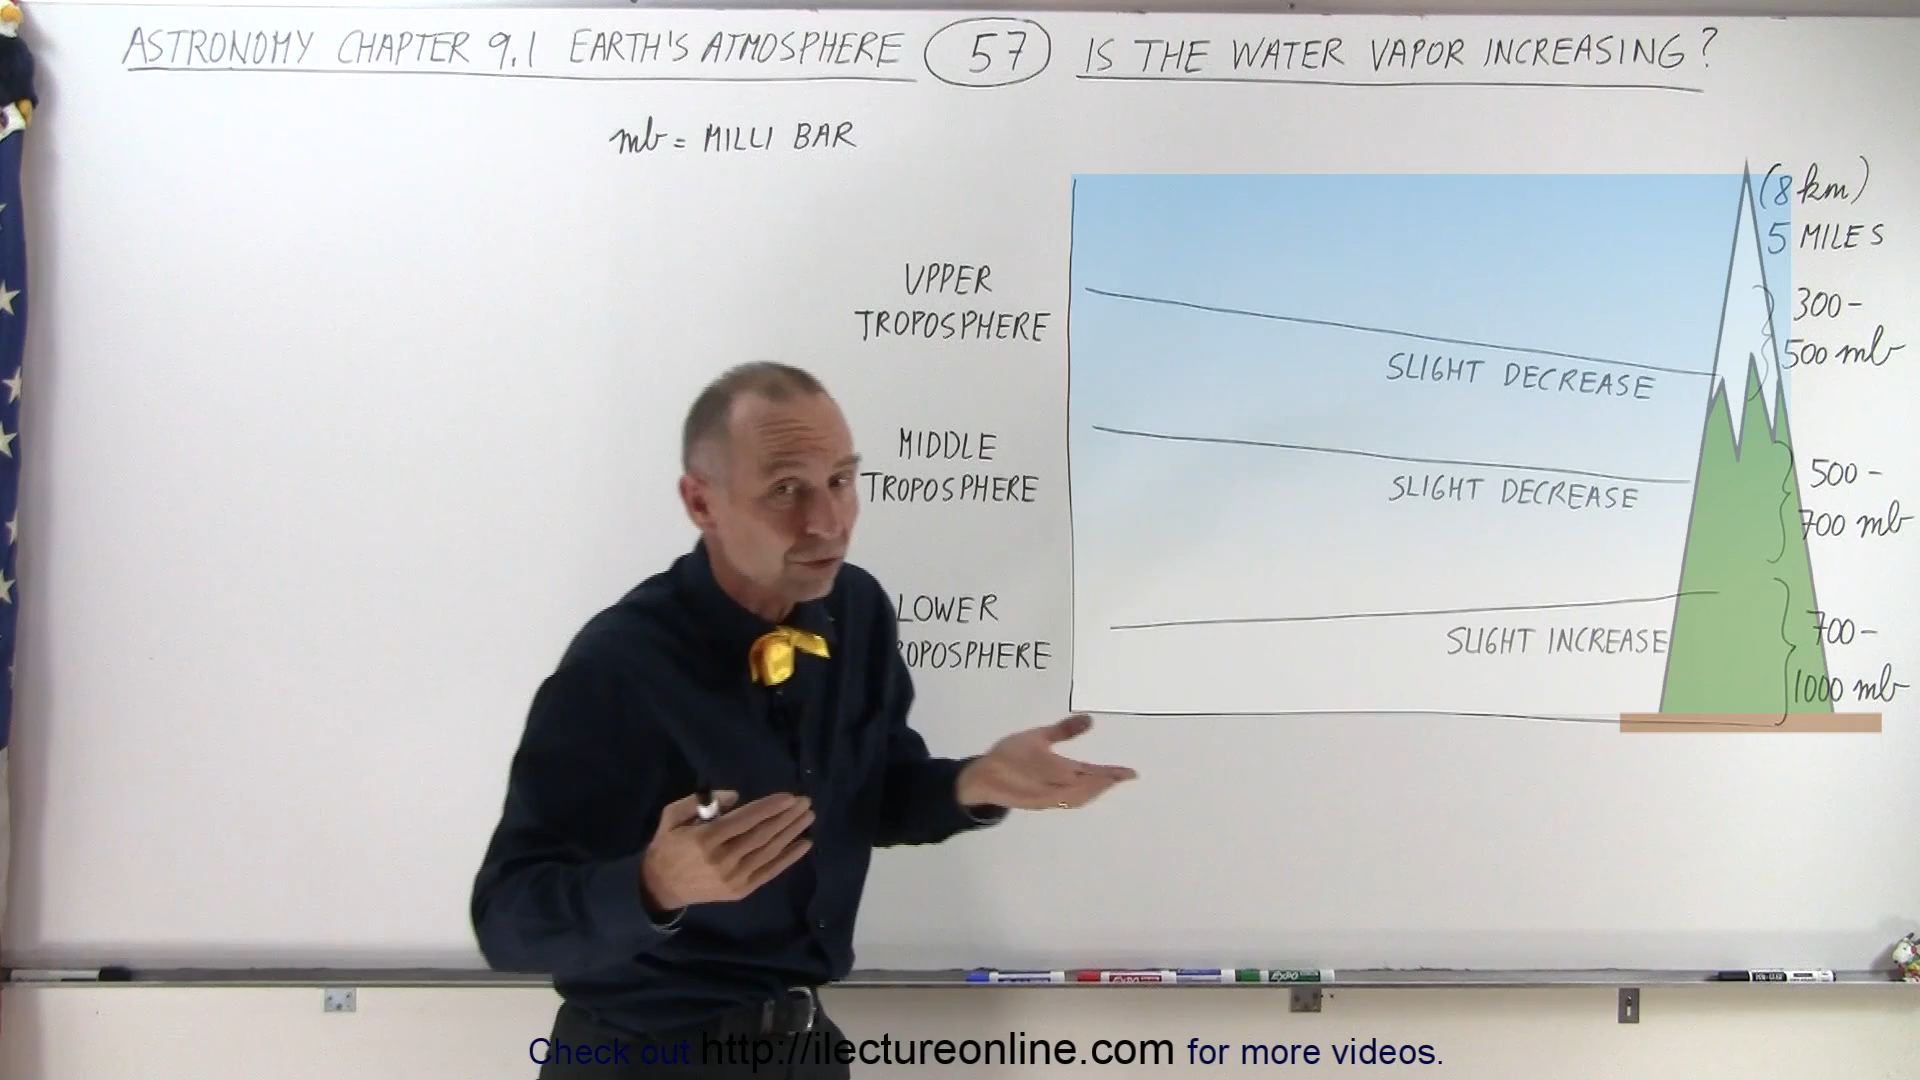 ASTRONOMY CHAPTER 9.1 EARTH'S ATMOSPHERE 57 IS THE WATER VAPOR INCREASING?
mb = MILLI BAR
(8 km)
5 MILES
UPPER
TROPOSPHERE
300-
500 mb
SLIGHT DECREASE
MIDDLE
TROPOSPHERE
500-
700 mb
SLIGHT DECREASE
LOWER
OPOSPHERE
700-
1000 mb
SLIGHT INCREASE
EXPO
Check out http://ilectureonline.com for more videos.